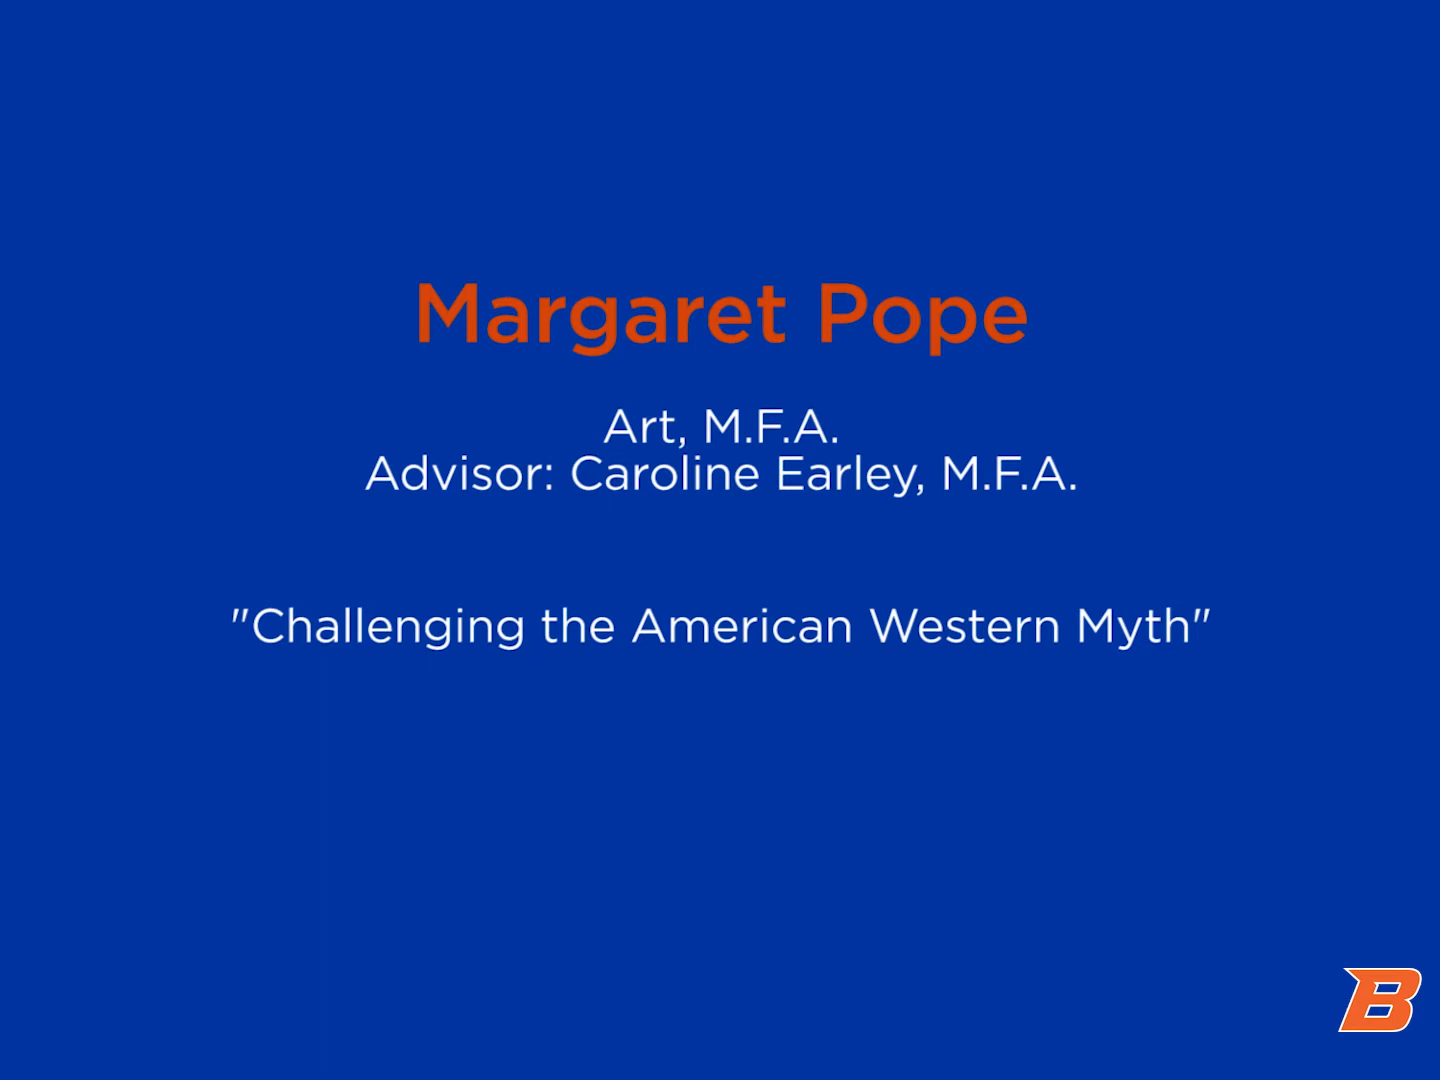 Margaret Pope
Art, M.F.A.
Advisor: Caroline Earley, M.F.A.
"Challenging the American Western Myth"
B